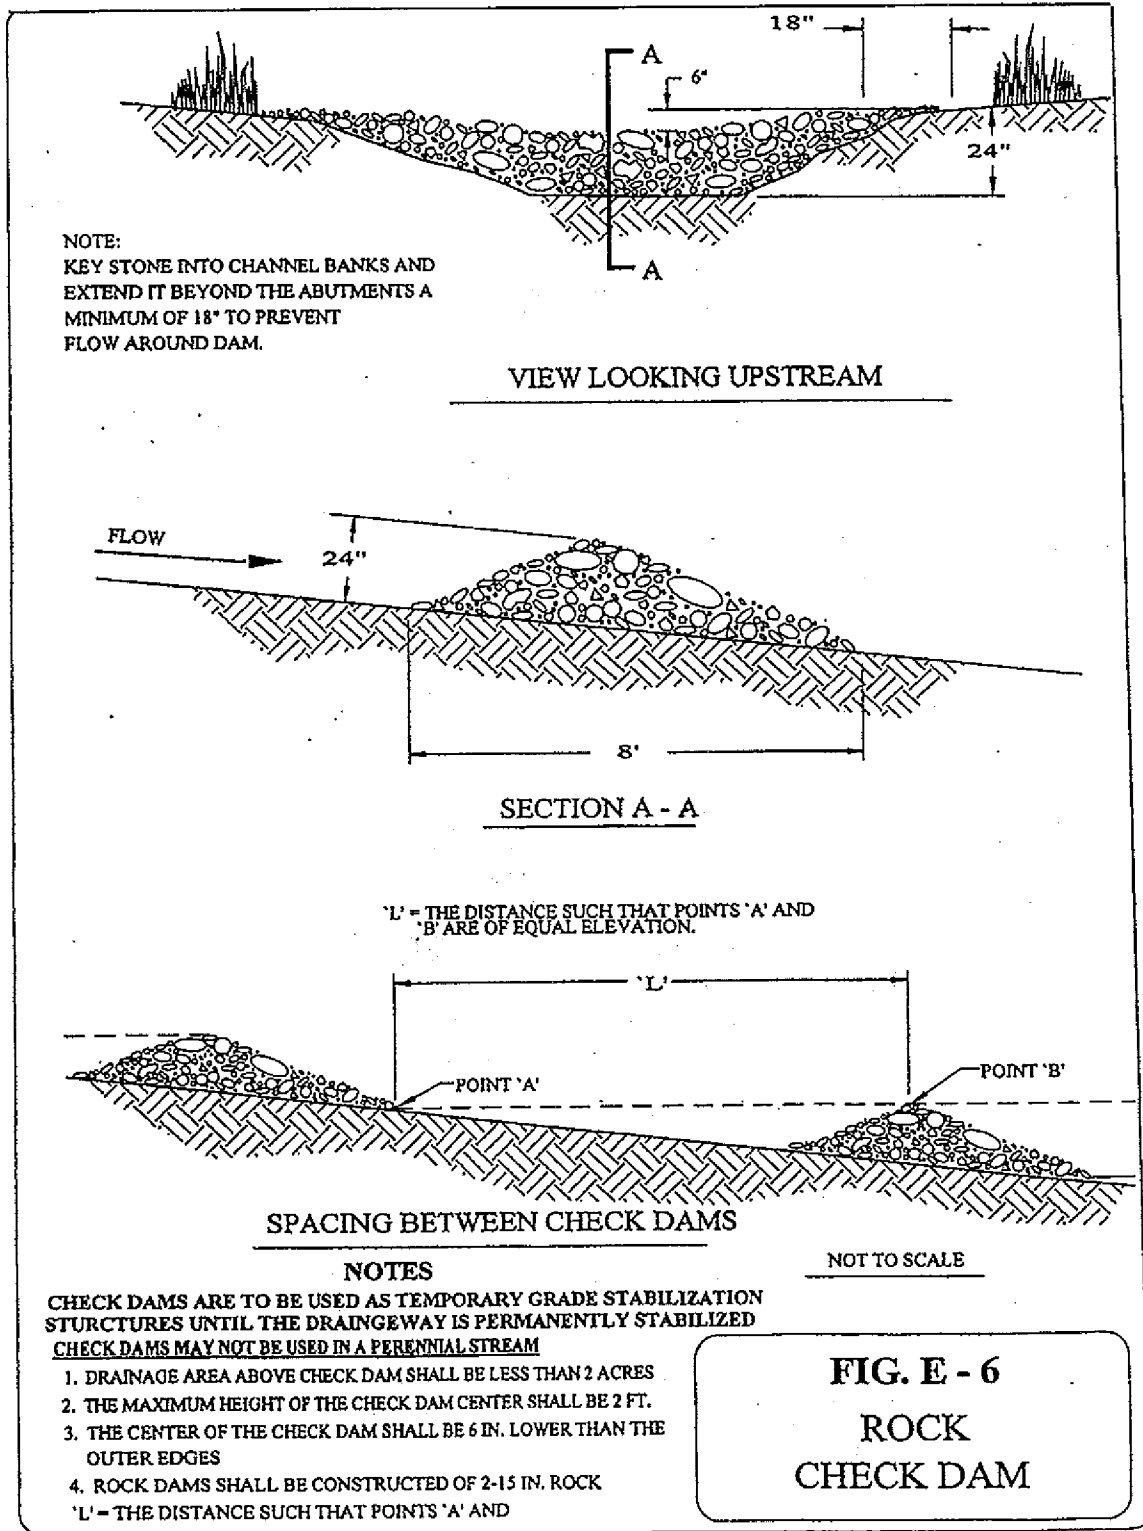 18"
A
6"
24"
A
NOTE:
KEY STONE INTO CHANNEL BANKS AND
EXTEND IT BEYOND THE ABUTMENTS A
MINIMUM OF 18" TO PREVENT
FLOW AROUND DAM.
VIEW LOOKING UPSTREAM
FLOW
24"
8'
SECTION A - A
'L' = THE DISTANCE SUCH THAT POINTS 'A' AND
'B' ARE OF EQUAL ELEVATION.
'L'
POINT 'A'
POINT 'B'
SPACING BETWEEN CHECK DAMS
NOT TO SCALE
NOTES
CHECK DAMS ARE TO BE USED AS TEMPORARY GRADE STABILIZATION
STURCTURES UNTIL THE DRAINGEWAY IS PERMANENTLY STABILIZED
CHECK DAMS MAY NOT BE USED IN A PERENNIAL STREAM
1. DRAINAGE AREA ABOVE CHECK DAM SHALL BE LESS THAN 2 ACRES
2. THE MAXIMUM HEIGHT OF THE CHECK DAM CENTER SHALL BE 2 FT.
3. THE CENTER OF THE CHECK DAM SHALL BE 6 IN. LOWER THAN THE
OUTER EDGES
4. ROCK DAMS SHALL BE CONSTRUCTED OF 2-15 IN. ROCK
'L' = THE DISTANCE SUCH THAT POINTS 'A' AND
FIG. E - 6
ROCK
CHECK DAM